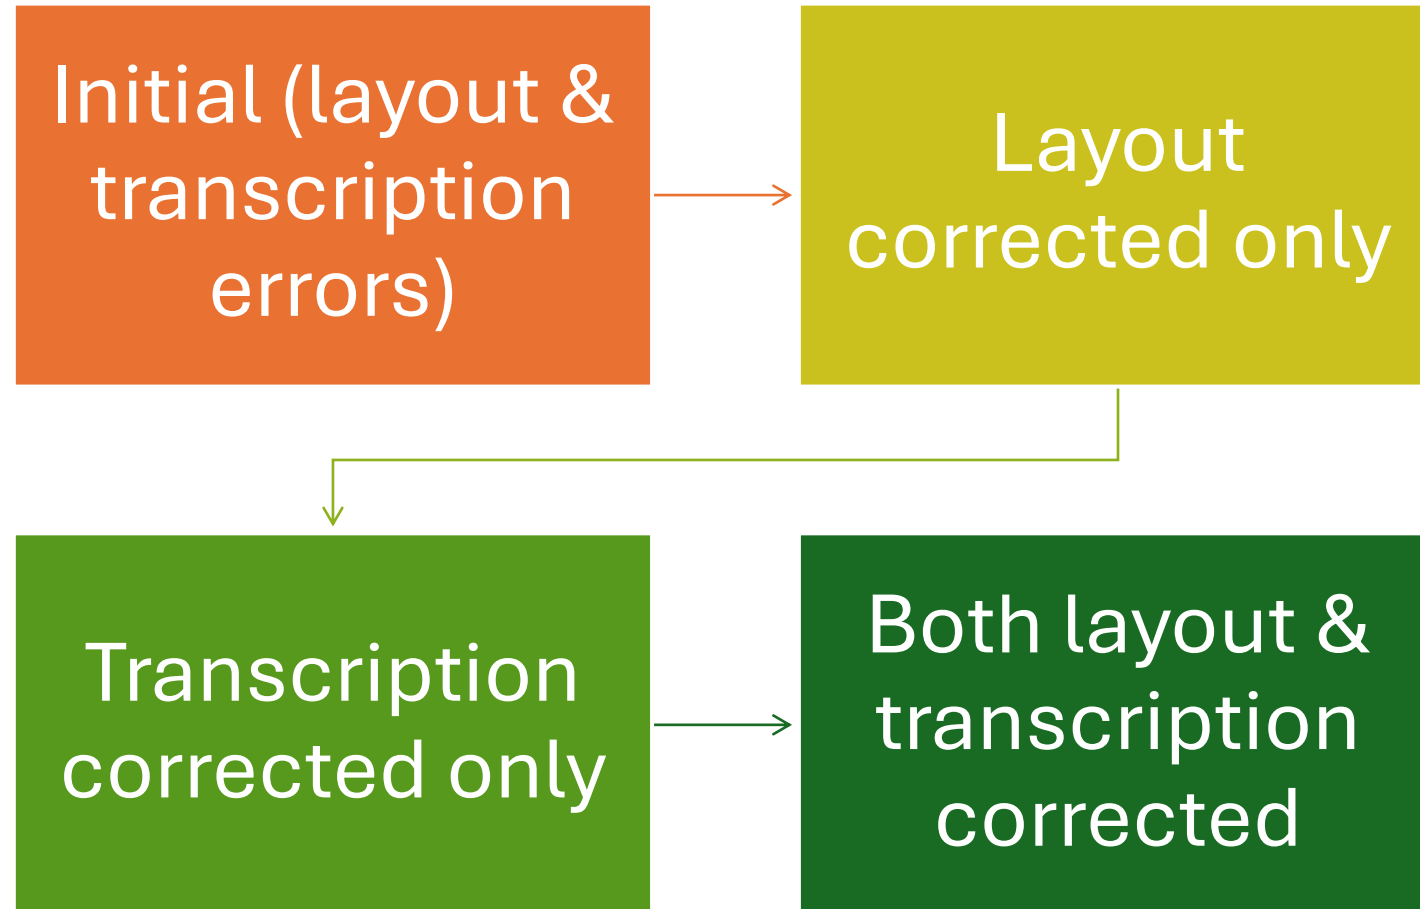 Initial (layout &
transcription
errors)
Layout
corrected only
Transcription
corrected only
Both layout &
transcription
corrected